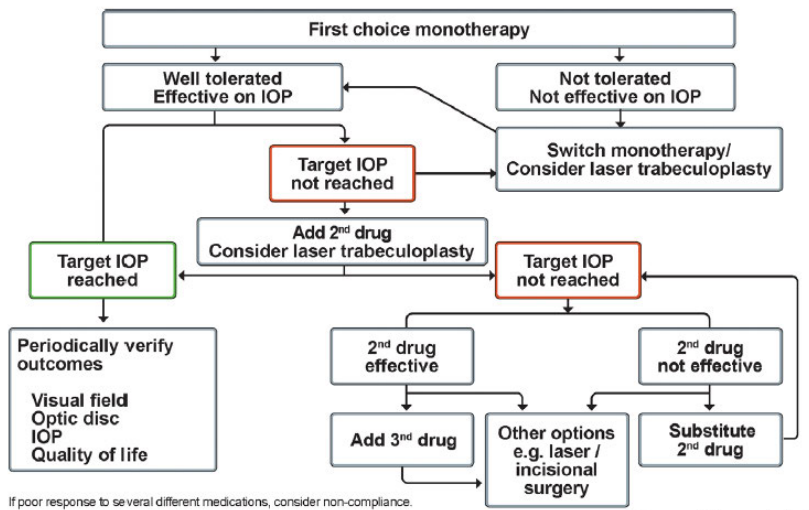 First choice monotherapy
Well tolerated
Effective on IOP
Not tolerated
Not effective on IOP
Switch monotherapy/
Consider laser trabeculoplasty
Target IOP
not reached
Add 2nd drug
Consider laser trabeculoplasty
Target IOP
reached
Target IOP
not reached
Periodically verify
outcomes
Visual field
Optic disc
IOP
Quality of life
2nd drug
effective
2nd drug
not effective
Add 3nd drug
Other options
e.g. laser /
incisional
surgery
Substitute
2nd drug
If poor response to several different medications, consider non-compliance.